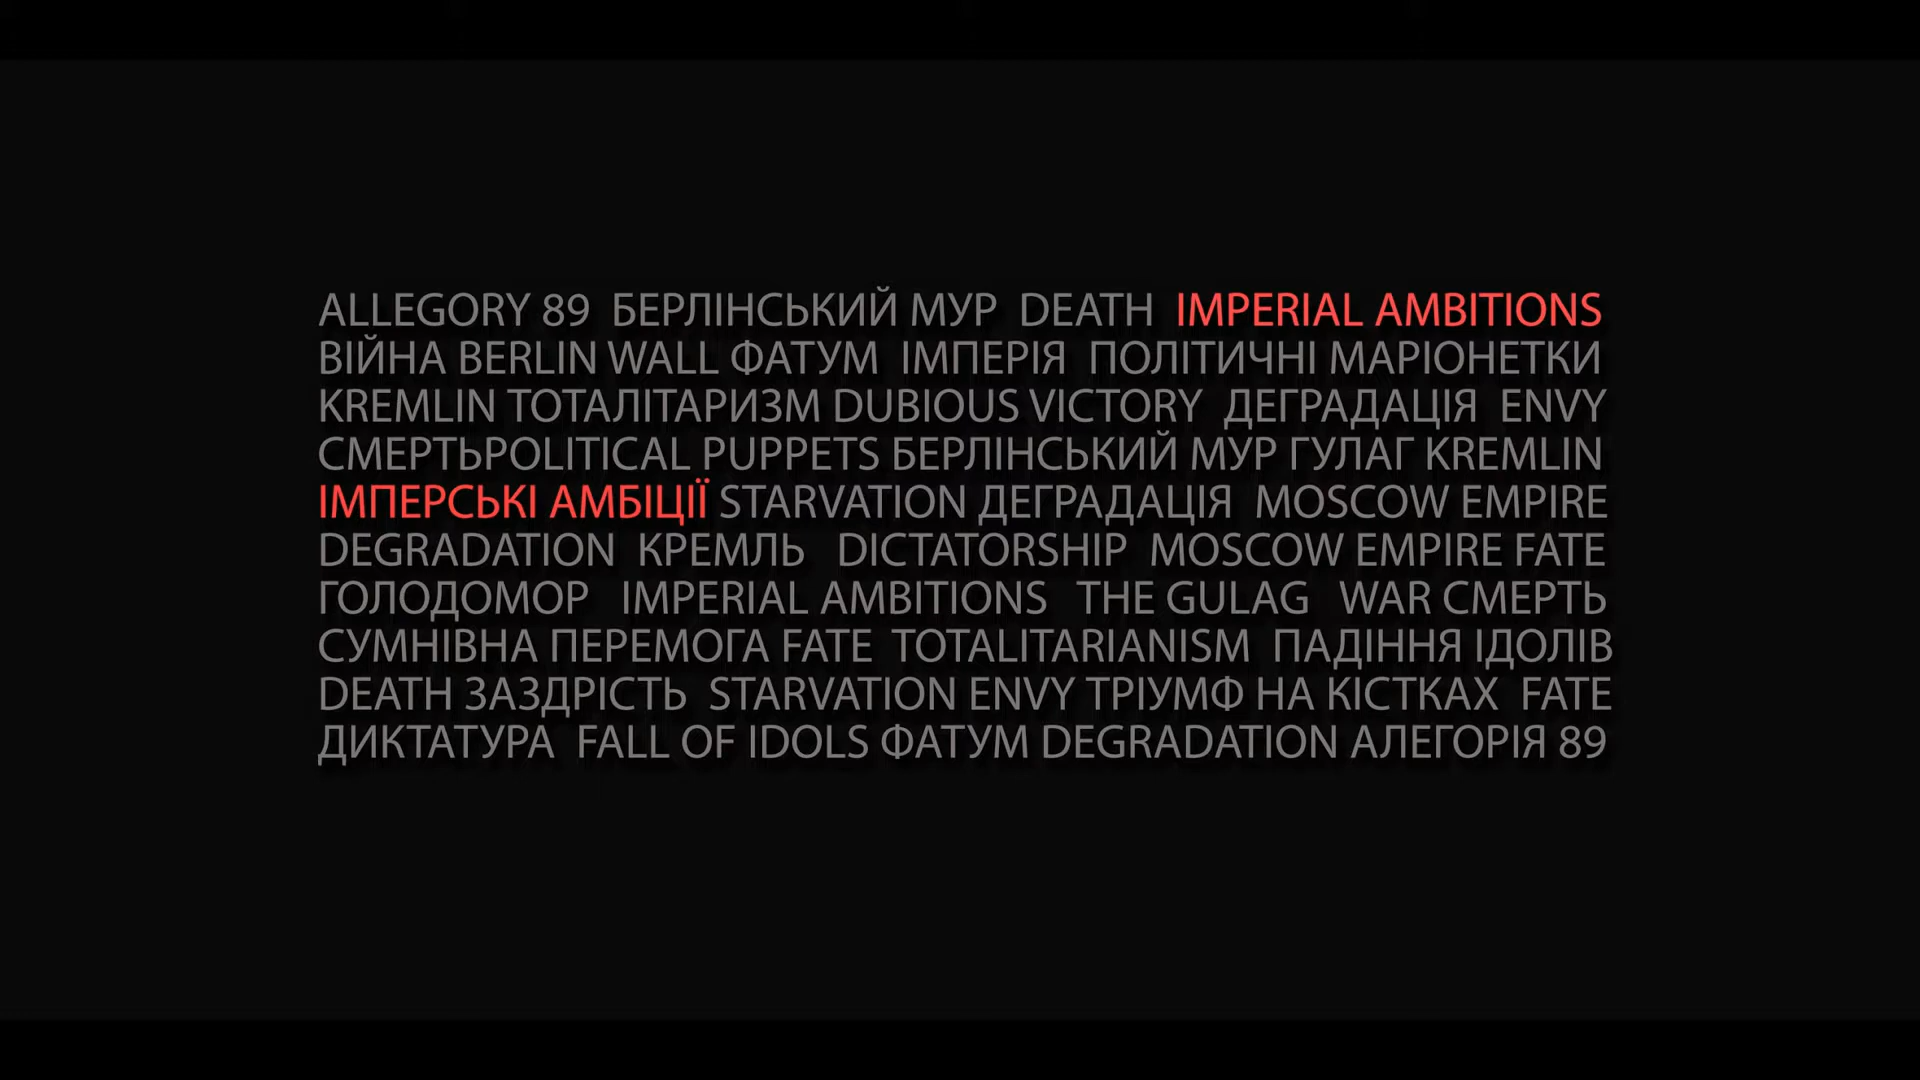 ALLEGORY 89 БЕРЛІНСЬКИЙ МУР DEATH IMPERIAL AMBITIONS
ВІЙНА BERLIN WALL ФАТУМ ІМПЕРІЯ ПОЛІТИЧНІ МАРІОНЕТКИ
KREMLIN ТОТАЛІТАРИЗМ DUBIOUS VICTORY ДЕГРАДАЦІЯ ENVY
СМЕРТЬPOLITICAL PUPPETS БЕРЛІНСЬКИЙ МУР ГУЛАГ KREMLIN
ІМПЕРСЬКІ АМБІЦІЇ STARVATION ДЕГРАДАЦІЯ MOSCOW EMPIRE
DEGRADATION КРЕМЛЬ DICTATORSHIP MOSCOW EMPIRE FATE
ГОЛОДОМОР IMPERIAL AMBITIONS THE GULAG WAR СМЕРТЬ
СУМНІВНА ПЕРЕМОГА FATE TOTALITARIANISM ПАДІННЯ ІДОЛІВ
DEATH ЗАЗДРІСТЬ STARVATION ENVY ТРІУМФ НА КІСТКАХ FATE
ДИКТАТУРА FALL OF IDOLS ФАТУМ DEGRADATION АЛЕГОРІЯ 89